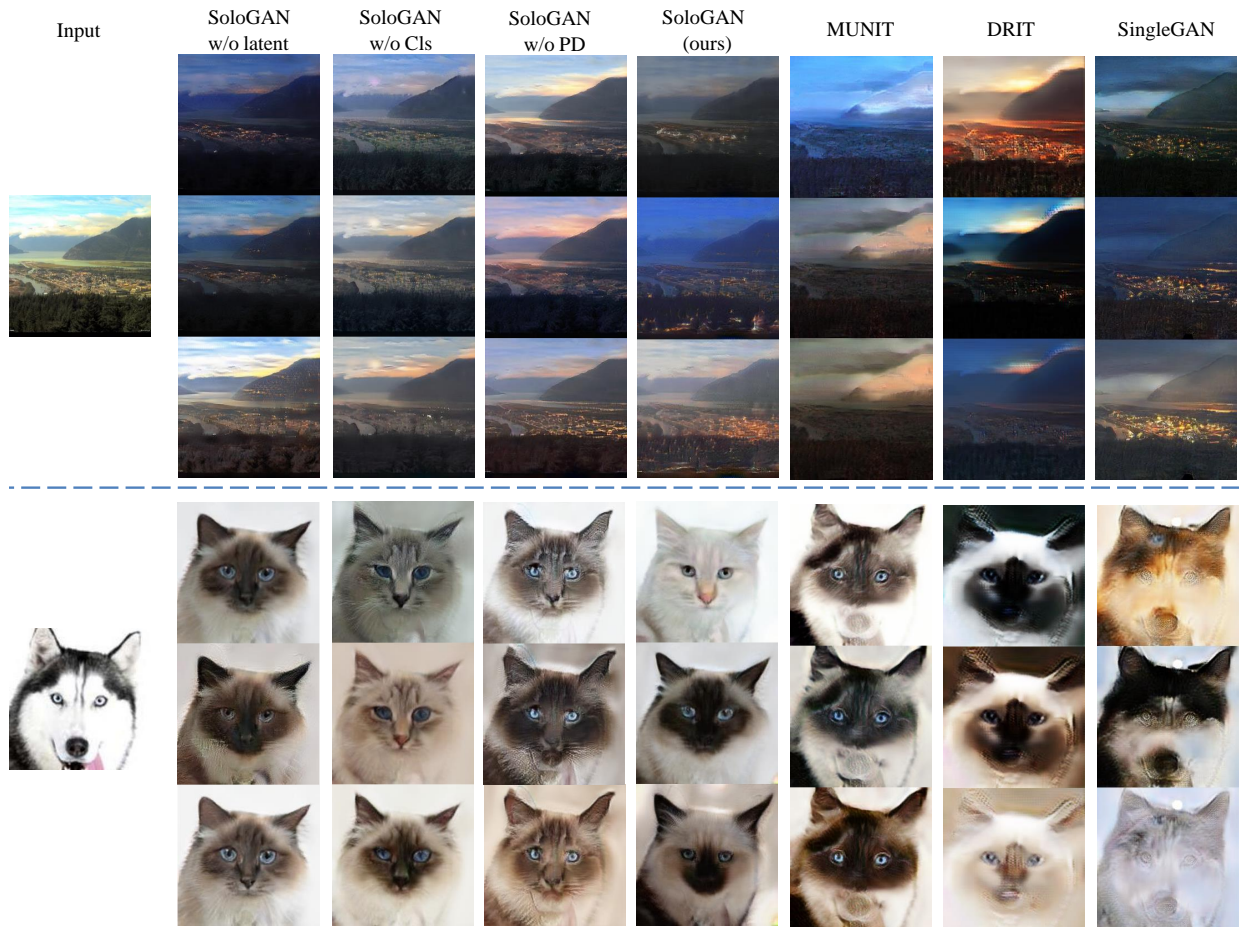 Input
SoloGAN
w/o latent
SoloGAN
w/o Cls
SoloGAN
w/o PD
SoloGAN
(ours)
MUNIT
DRIT
SingleGAN